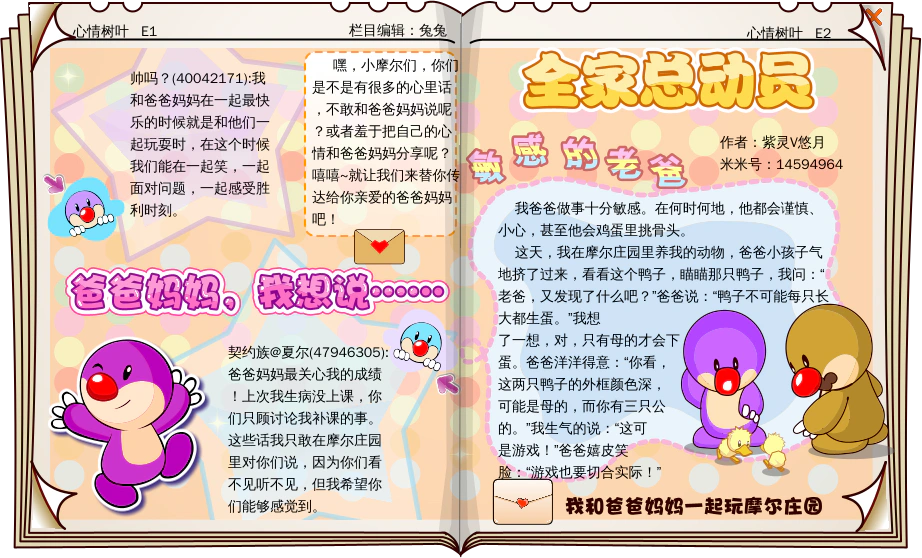 心情树叶 E1
栏目编辑：兔兔
帅吗？(40042171):我
和爸爸妈妈在一起最快
乐的时候就是和他们一
起玩耍时，在这个时候
我们能在一起笑，一起
面对问题，一起感受胜
利时刻。
嘿，小摩尔们，你们
是不是有很多的心里话
，不敢和爸爸妈妈说呢
？或者羞于把自己的心
情和爸爸妈妈分享呢？
嘻嘻~就让我们来替你传
达给你亲爱的爸爸妈妈
吧！
爸爸妈妈，我想说……
契约族@夏尔(47946305):
爸爸妈妈最关心我的成绩
！上次我生病没上课，你
们只顾讨论我补课的事。
这些话我只敢在摩尔庄园
里对你们说，因为你们看
不见听不见，但我希望你
们能够感觉到。
心情树叶 E2
全家总动员
敏感的老爸
作者：紫灵V悠月
米米号：14594964
我爸爸做事十分敏感。在何时何地，他都会谨慎、
小心，甚至他会鸡蛋里挑骨头。
这天，我在摩尔庄园里养我的动物，爸爸小孩子气
地挤了过来，看看这个鸭子，瞄瞄那只鸭子，我问：“
老爸，又发现了什么吧？”爸爸说：“鸭子不可能每只长
大都生蛋。”我想
了一想，对，只有母的才会下
蛋。爸爸洋洋得意：“你看，
这两只鸭子的外框颜色深，
可能是母的，而你有三只公
的。”我生气的说：“这可
是游戏！”爸爸嬉皮笑
脸：“游戏也要切合实际！”
我和爸爸妈妈一起玩摩尔庄园